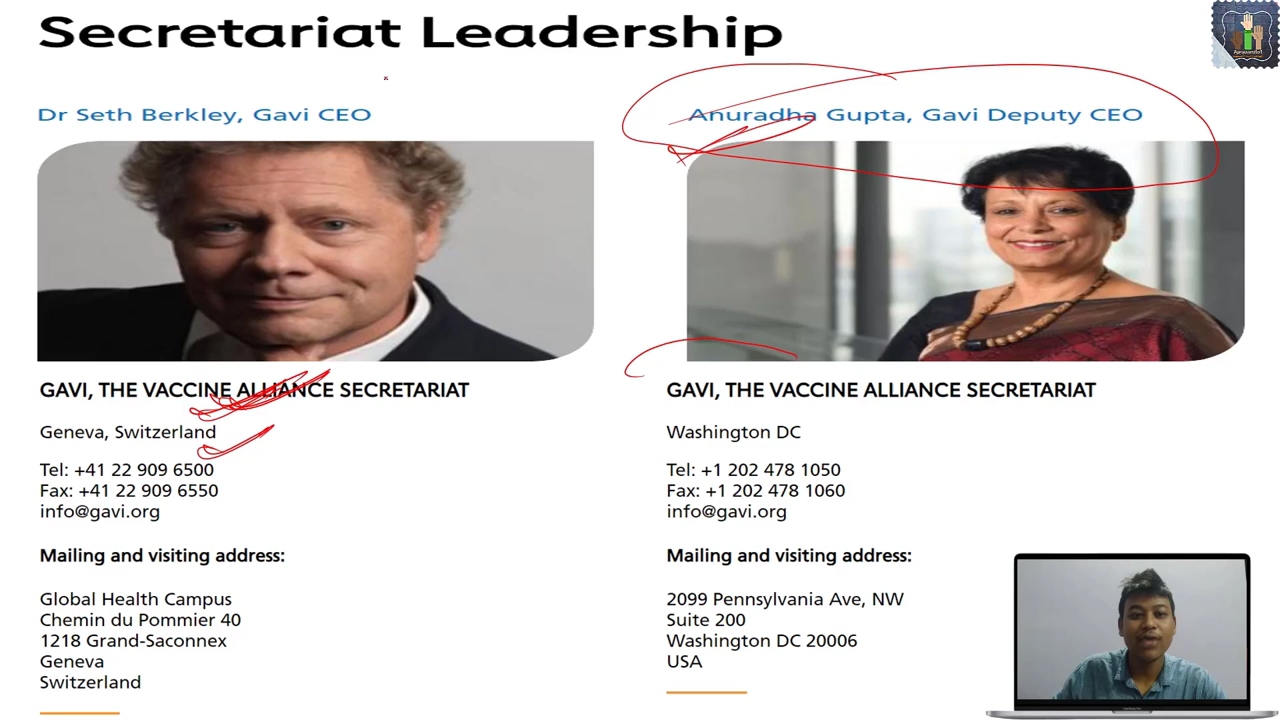 Secretariat Leadership
Dr Seth Berkley, Gavi CEO
GAVI, THE VACCINE ALLIANCE SECRETARIAT
Geneva, Switzerland
Tel: +41 22 909 6500
Fax: +41 22 909 6550
info@gavi.org
Mailing and visiting address:
Global Health Campus
Chemin du Pommier 40
1218 Grand-Saconnex
Geneva
Switzerland
Anuradha Gupta, Gavi Deputy CEO
GAVI, THE VACCINE ALLIANCE SECRETARIAT
Washington DC
Tel: +1 202 478 1050
Fax: +1 202 478 1060
info@gavi.org
Mailing and visiting address:
2099 Pennsylvania Ave, NW
Suite 200
Washington DC 20006
USA